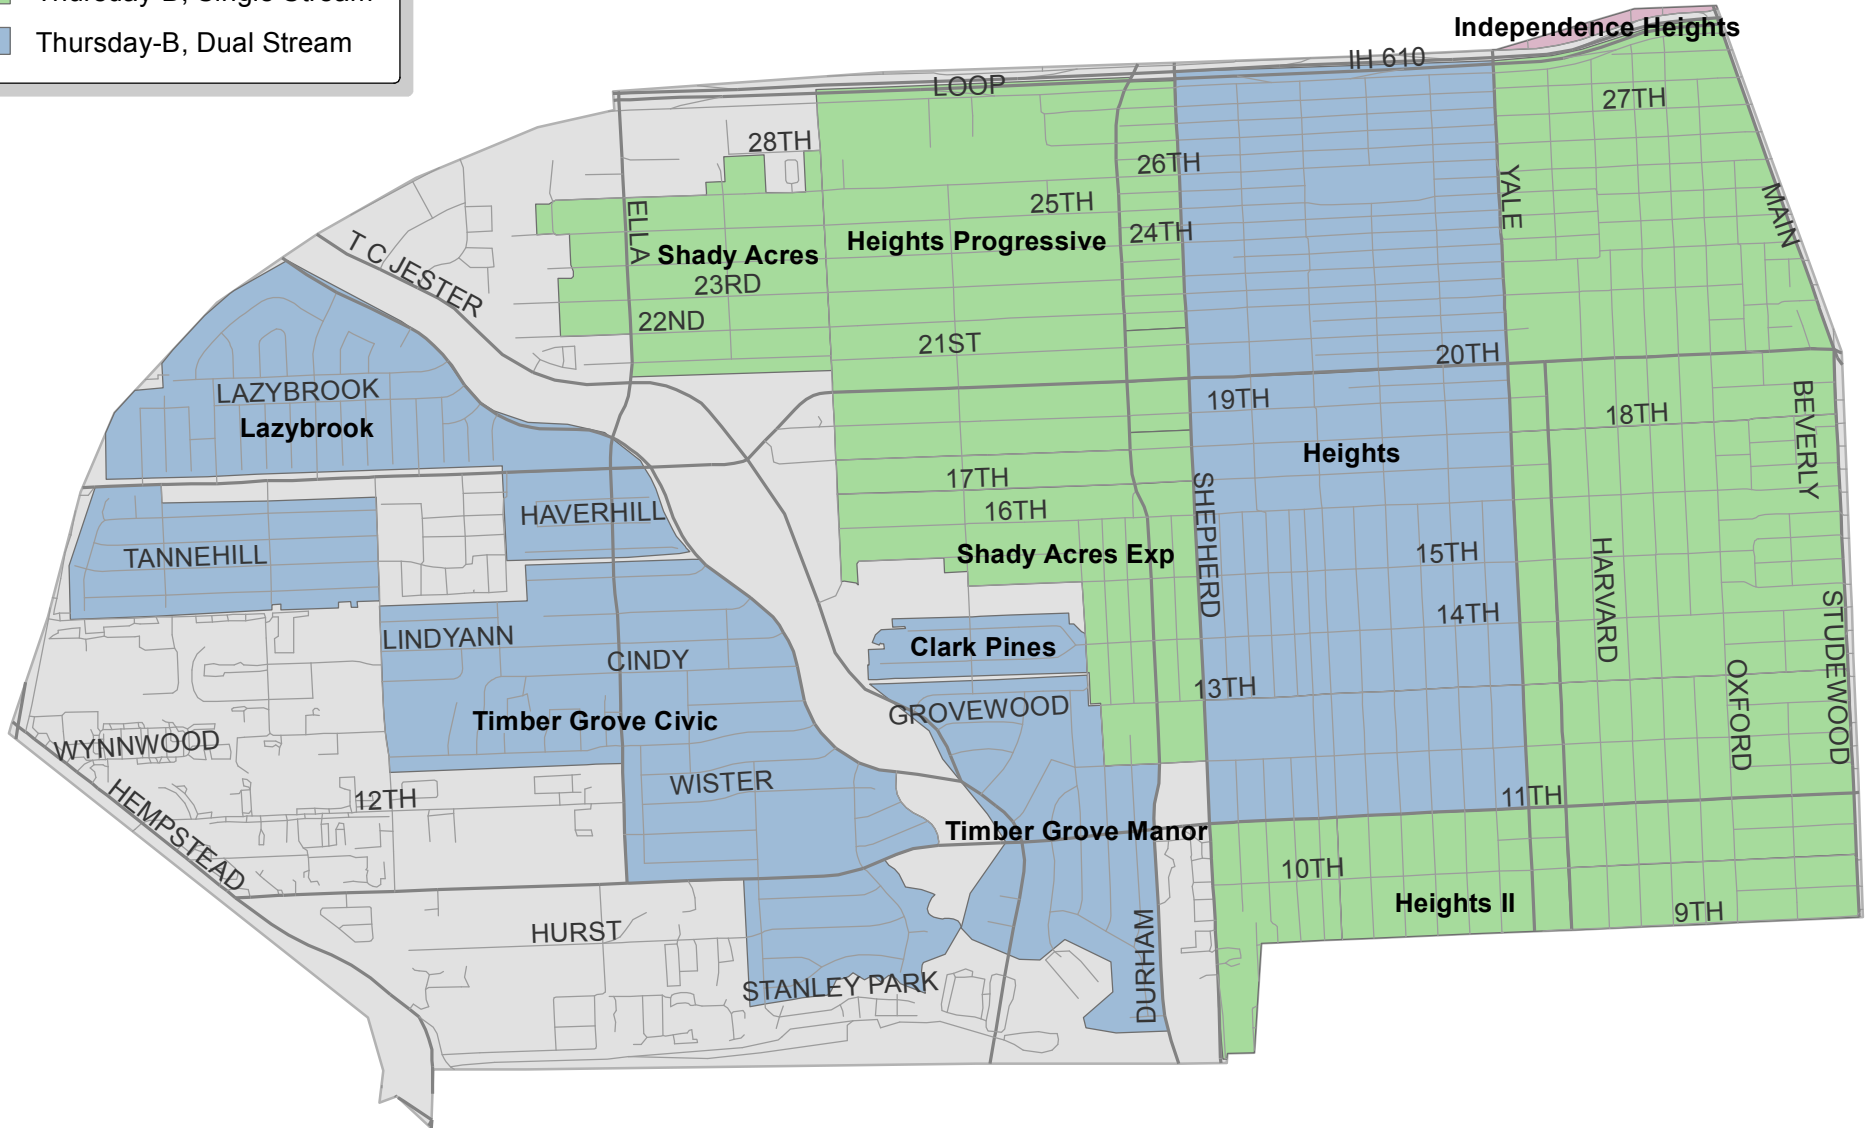 Thursday-B, Single Stream
Thursday-B, Dual Stream
Independence Heights
IH 610
LOOP
27TH
28TH
26TH
YALE
MAIN
25TH
ELLA
24TH
Shady Acres
Heights Progressive
T C JESTER
23RD
22ND
21ST
20TH
LAZYBROOK
19TH
BEVERLY
18TH
Lazybrook
Heights
17TH
SHEPHERD
16TH
HAVERHILL
TANNEHILL
Shady Acres Exp
15TH
HARVARD
14TH
STUDEWOOD
LINDYANN
Clark Pines
CINDY
13TH
OXFORD
GROVEWOOD
Timber Grove Civic
WYNNWOOD
WISTER
12TH
11TH
HEMPSTEAD
Timber Grove Manor
10TH
Heights II
9TH
HURST
DURHAM
STANLEY PARK